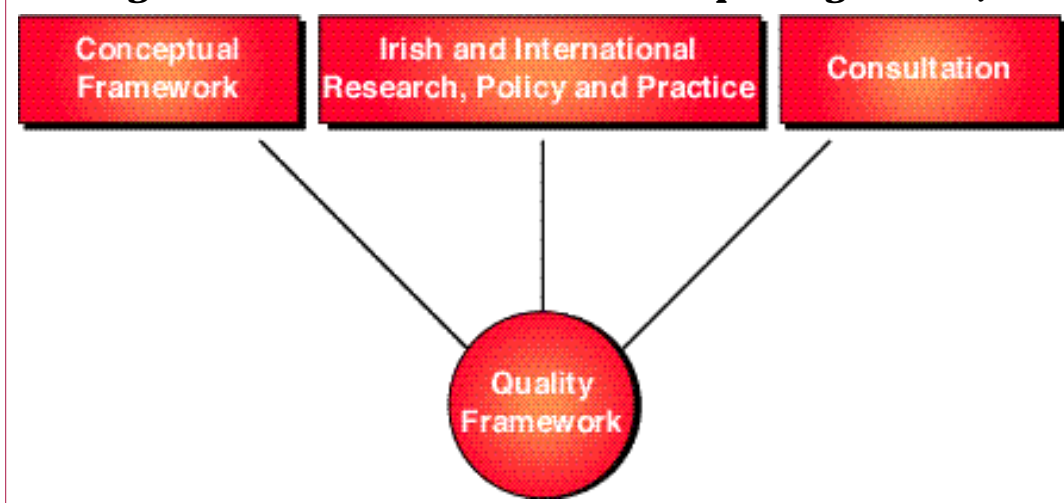 Conceptual
Framework
Irish and International
Research, Policy and Practice
Consultation
Quality
Framework